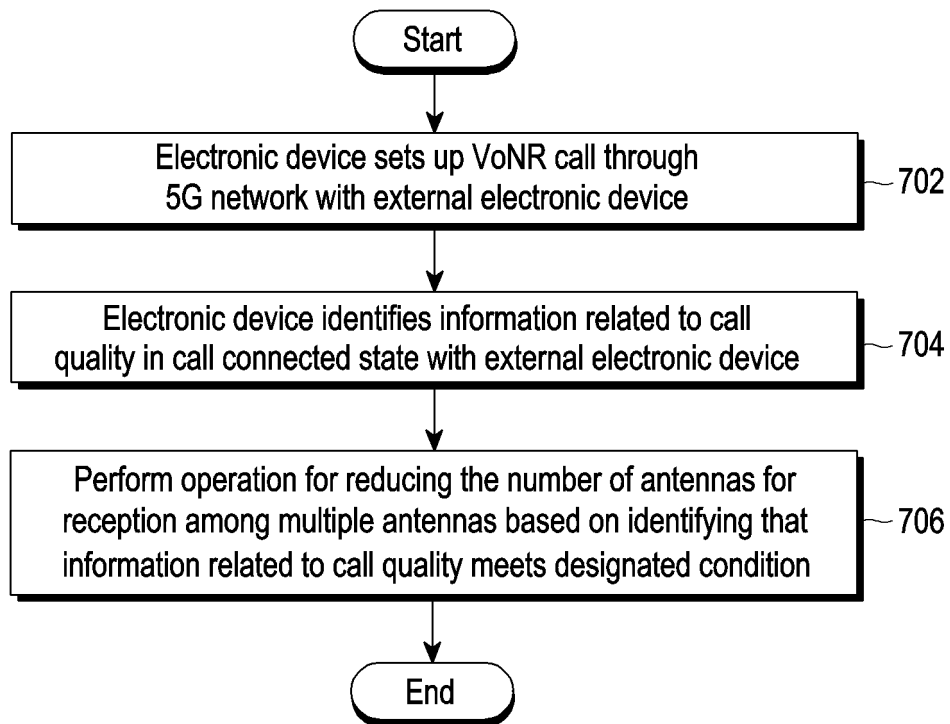 Start
Electronic device sets up VoNR call through
5G network with external electronic device
702
Electronic device identifies information related to call
quality in call connected state with external electronic device
704
Perform operation for reducing the number of antennas for
reception among multiple antennas based on identifying that
information related to call quality meets designated condition
706
End